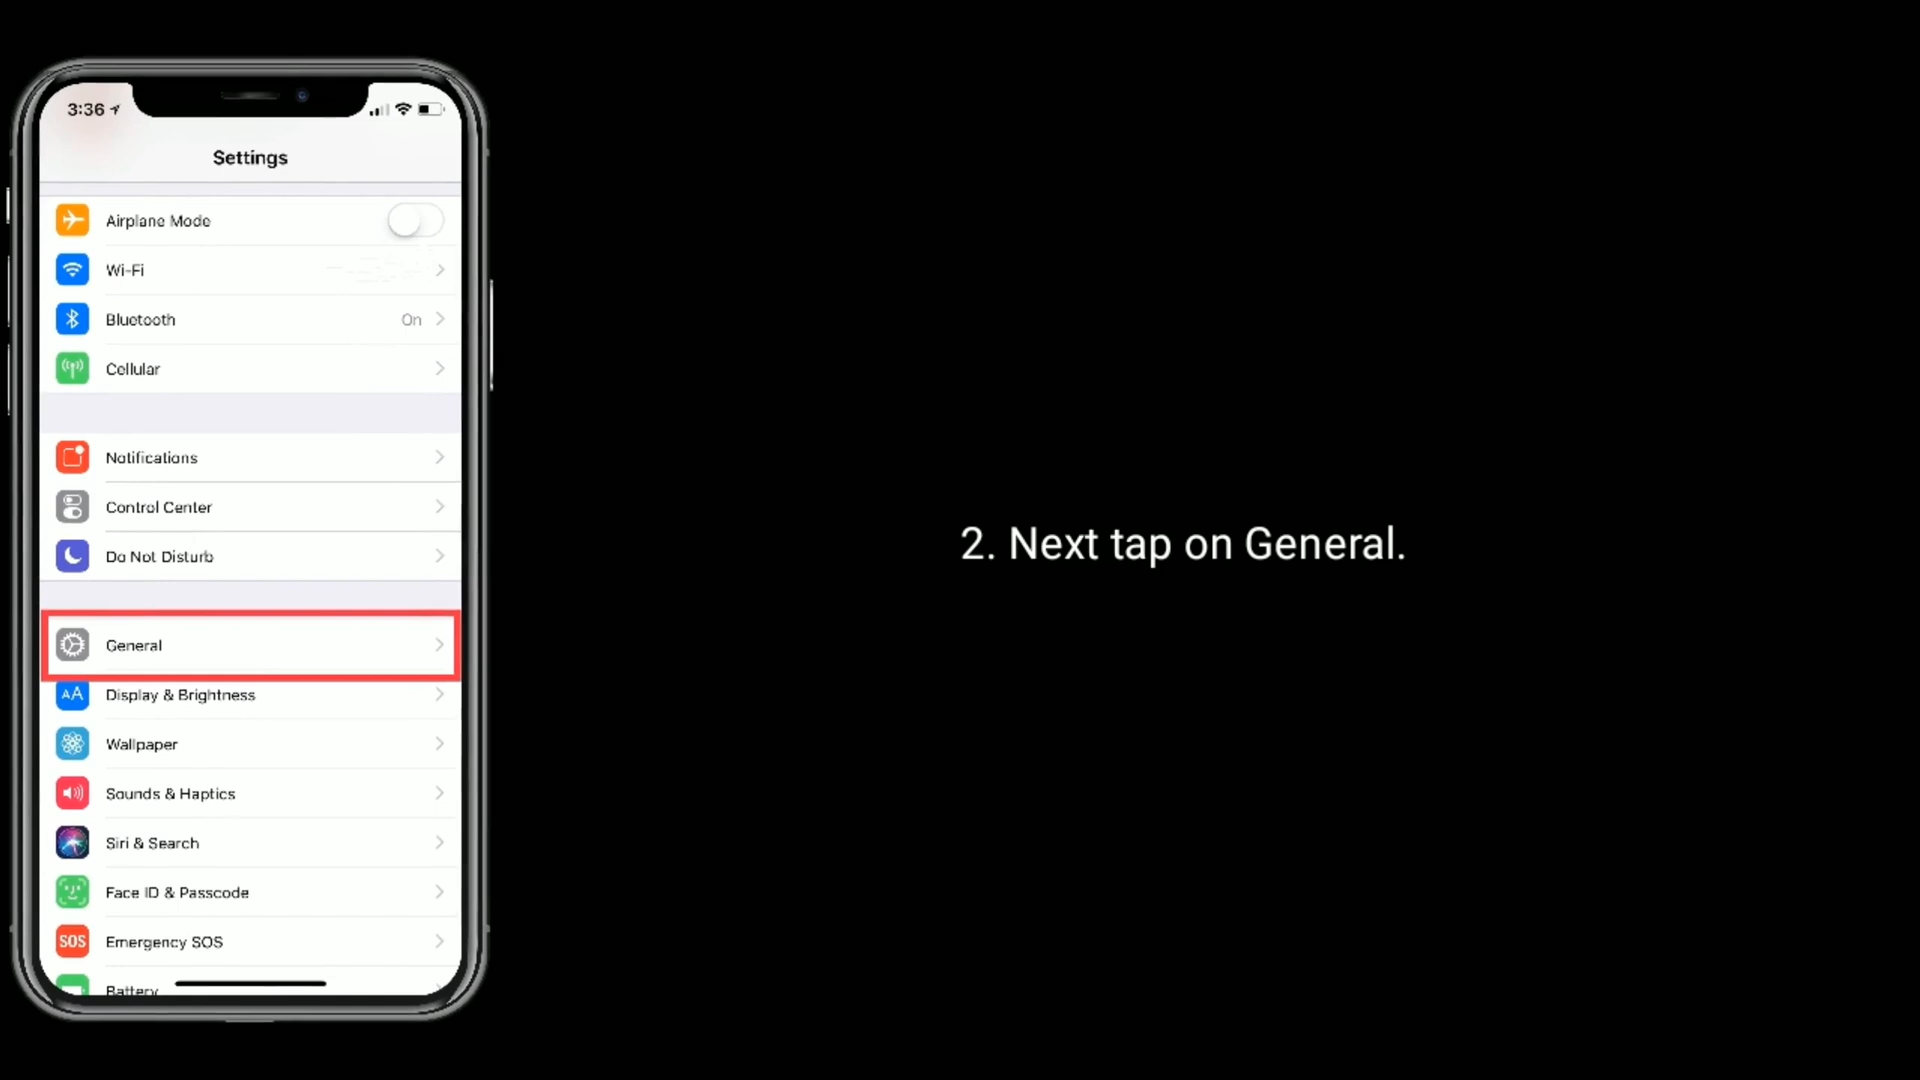 3:36
Settings
Airplane Mode
Wi-Fi
Bluetooth On
Cellular
Notifications
Control Center
Do Not Disturb
General
AA Display & Brightness
Wallpaper
Sounds & Haptics
Siri & Search
Face ID & Passcode
SOS Emergency SOS
Battery
2. Next tap on General.